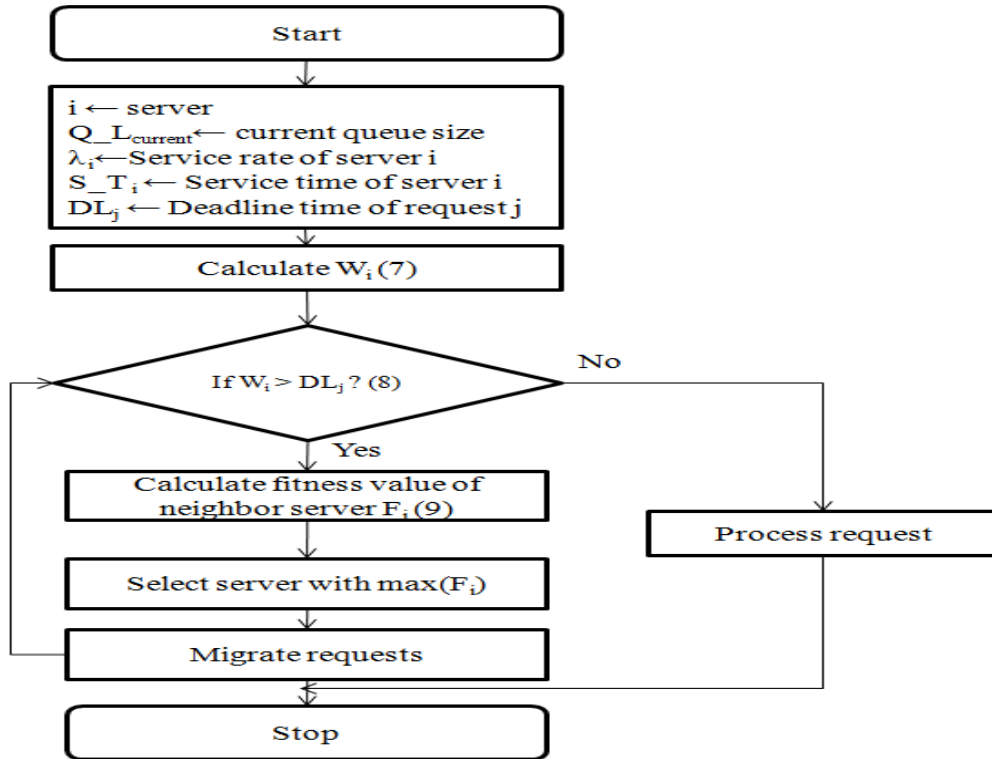 Start
i ← server
Q_L_current ← current queue size
λ_i ← Service rate of server i
S_T_i ← Service time of server i
DL_j ← Deadline time of request j
Calculate W_i (7)
If W_i > DL_j ? (8)
No
Yes
Calculate fitness value of
neighbor server F_i (9)
Process request
Select server with max(F_i)
Migrate requests
Stop